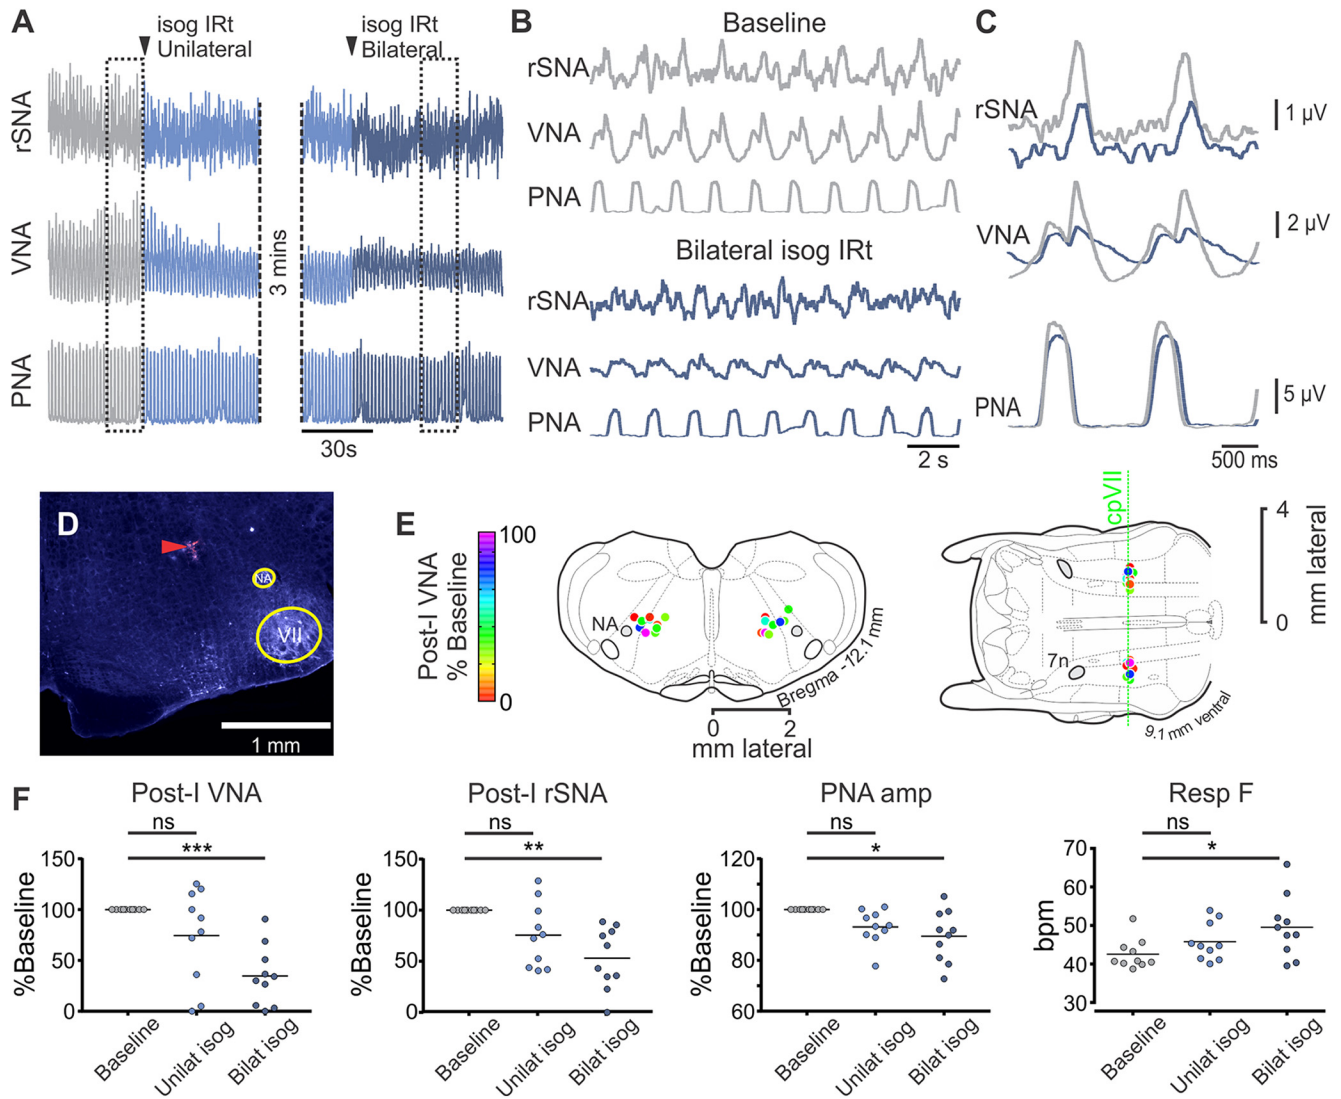 A
isog IRt
Unilateral
isog IRt
Bilateral
rSNA
VNA
PNA
3 mins
30s
B
Baseline
rSNA
VNA
PNA
Bilateral isog IRt
rSNA
VNA
PNA
2 s
C
rSNA
1 µV
VNA
2 µV
PNA
5 µV
500 ms
D
NA
VII
1 mm
E
Post-I VNA
% Baseline
100
0
NA
Bregma -12.1 mm
0 2
mm lateral
cpVII
7n
9.1 mm ventral
4
0
mm lateral
F
Post-I VNA
ns
***
150
100
50
0
%Baseline
Baseline
Unilat isog
Bilat isog
Post-I rSNA
ns
**
150
100
50
0
%Baseline
Baseline
Unilat isog
Bilat isog
PNA amp
ns
*
120
100
80
60
%Baseline
Baseline
Unilat isog
Bilat isog
Resp F
ns
*
70
60
50
40
30
bpm
Baseline
Unilat isog
Bilat isog